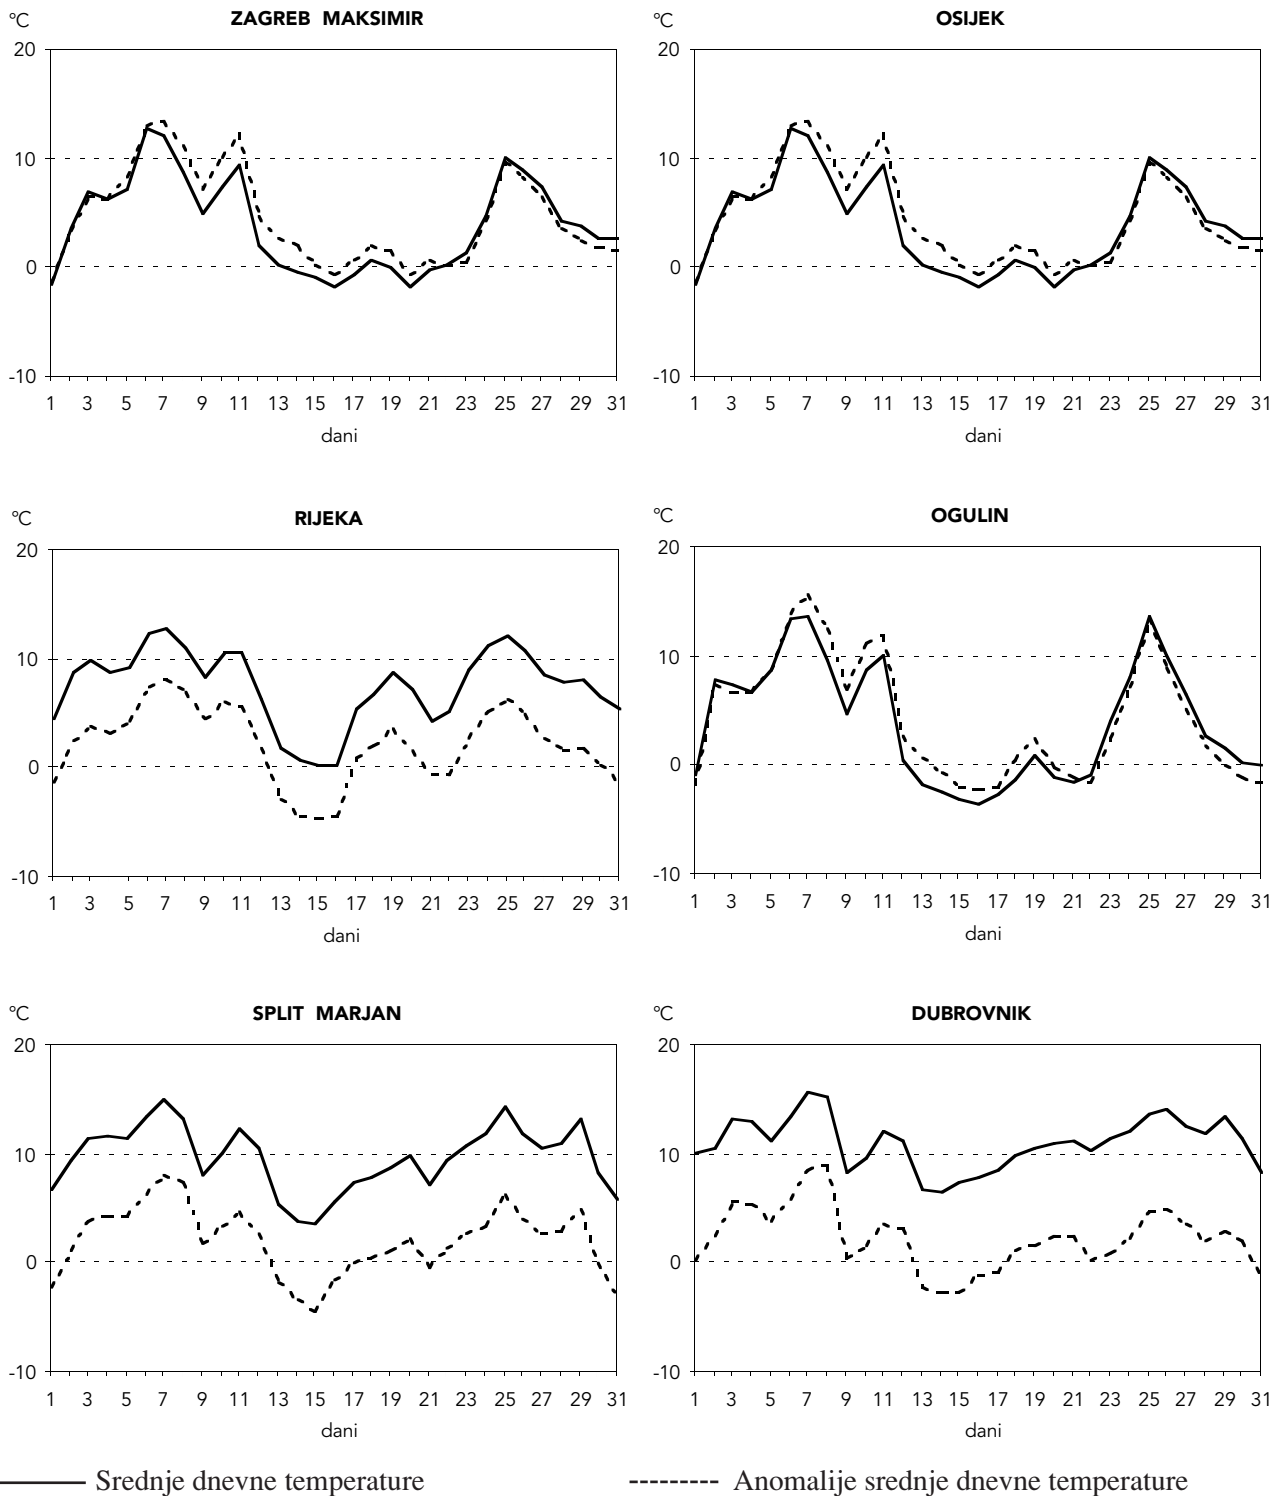 °C ZAGREB MAKSIMIR
20
10
0
-10
1 3 5 7 9 11 13 15 17 19 21 23 25 27 29 31
dani
°C OSIJEK
20
10
0
-10
1 3 5 7 9 11 13 15 17 19 21 23 25 27 29 31
dani
°C RIJEKA
20
10
0
-10
1 3 5 7 9 11 13 15 17 19 21 23 25 27 29 31
dani
°C OGULIN
20
10
0
-10
1 3 5 7 9 11 13 15 17 19 21 23 25 27 29 31
dani
°C SPLIT MARJAN
20
10
0
-10
1 3 5 7 9 11 13 15 17 19 21 23 25 27 29 31
dani
°C DUBROVNIK
20
10
0
-10
1 3 5 7 9 11 13 15 17 19 21 23 25 27 29 31
dani
Srednje dnevne temperature
Anomalije srednje dnevne temperature